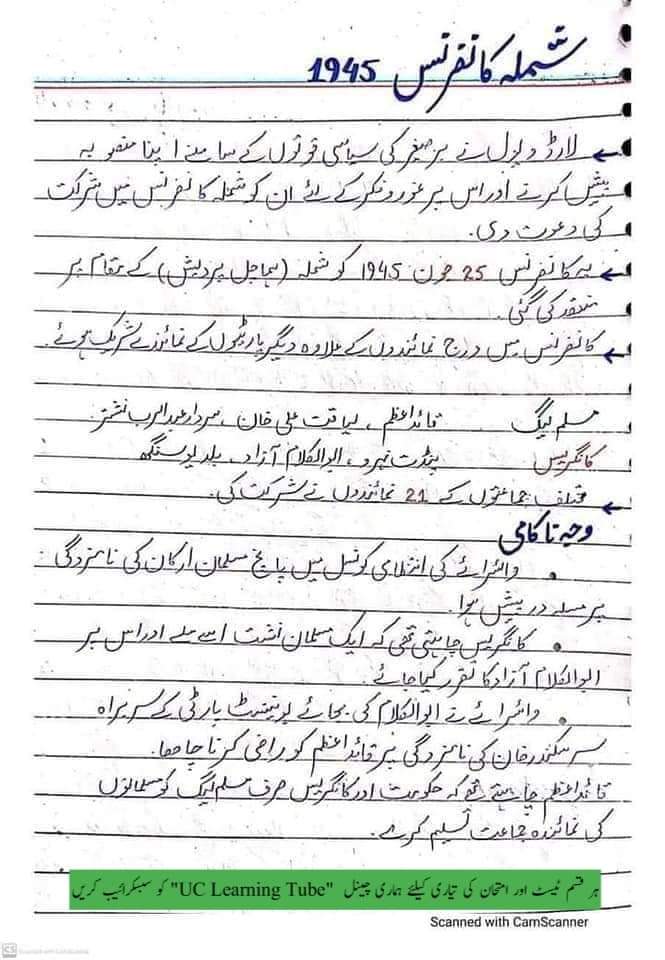 شملہ کانفرنس 1945
← لارڈ ویول نے برصغیر کی سیاسی قوتوں کے سامنے اپنا منصوبہ
پیش کرنے اور اس پر غور و فکر کے لئے ان کو شملہ کانفرنس میں شرکت
کی دعوت دی۔
← یہ کانفرنس 25 جون 1945 کو شملہ (ہماچل پردیش) کے مقام پر
منعقد کی گئی۔
← کانفرنس میں درج نمائندوں کے علاوہ دیگر پارٹیوں کے نمائندے شریک ہوئے۔
مسلم لیگ قائداعظم ، لیاقت علی خان ، سردار عبدالرب نشتر
کانگریس پنڈت نہرو ، ابوالکلام آزاد ، بلدیو سنگھ
← مختلف جماعتوں کے 21 نمائندوں نے شرکت کی۔
وجہ ناکامی
• وائسرائے کی انتظامی کونسل میں پانچ مسلمان ارکان کی نامزدگی
پر مسئلہ درپیش ہوا۔
• کانگریس چاہتی تھی کہ ایک مسلمان نشت اسے ملے اور اس پر
ابوالکلام آزاد کا تقرر کیا جائے۔
• وائسرائے نے ابوالکلام کی بجائے یونینسٹ پارٹی کے سربراہ
سر سکندر خان کی نامزدگی پر قائداعظم کو راضی کرنا چاہا۔
قائداعظم چاہتے تھے کہ حکومت اور کانگریس صرف مسلم لیگ کو مسلمانوں
کی نمائندہ جماعت تسلیم کرے۔
ہر قسم ٹیسٹ اور امتحان کی تیاری کیلئے ہماری چینل "UC Learning Tube" کو سبسکرائیب کریں
Scanned with CamScanner
CS Scanned with CamScanner